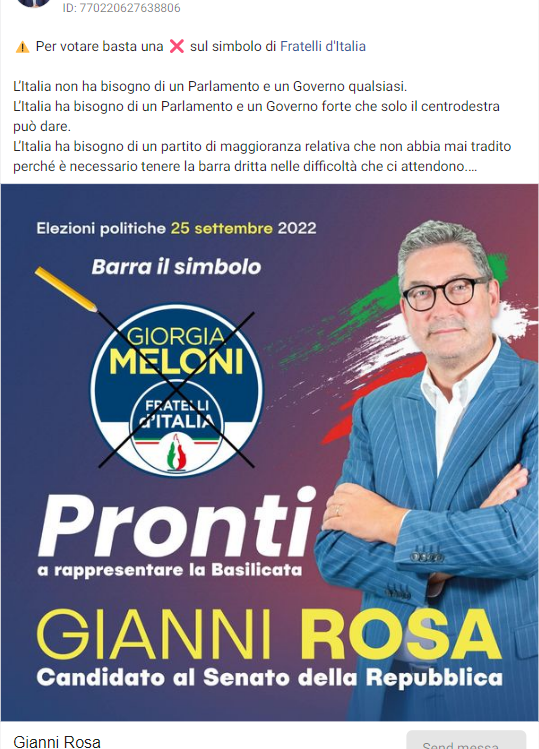 ID: 770220627638806
⚠️ Per votare basta una ❌ sul simbolo di Fratelli d'Italia
L'Italia non ha bisogno di un Parlamento e un Governo qualsiasi.
L'Italia ha bisogno di un Parlamento e un Governo forte che solo il centrodestra
può dare.
L'Italia ha bisogno di un partito di maggioranza relativa che non abbia mai tradito
perché è necessario tenere la barra dritta nelle difficoltà che ci attendono....
Elezioni politiche 25 settembre 2022
Barra il simbolo
GIORGIA
MELONI
FRATELLI
d'ITALIA
Pronti
a rappresentare la Basilicata
GIANNI ROSA
Candidato al Senato della Repubblica
Gianni Rosa
Send messa